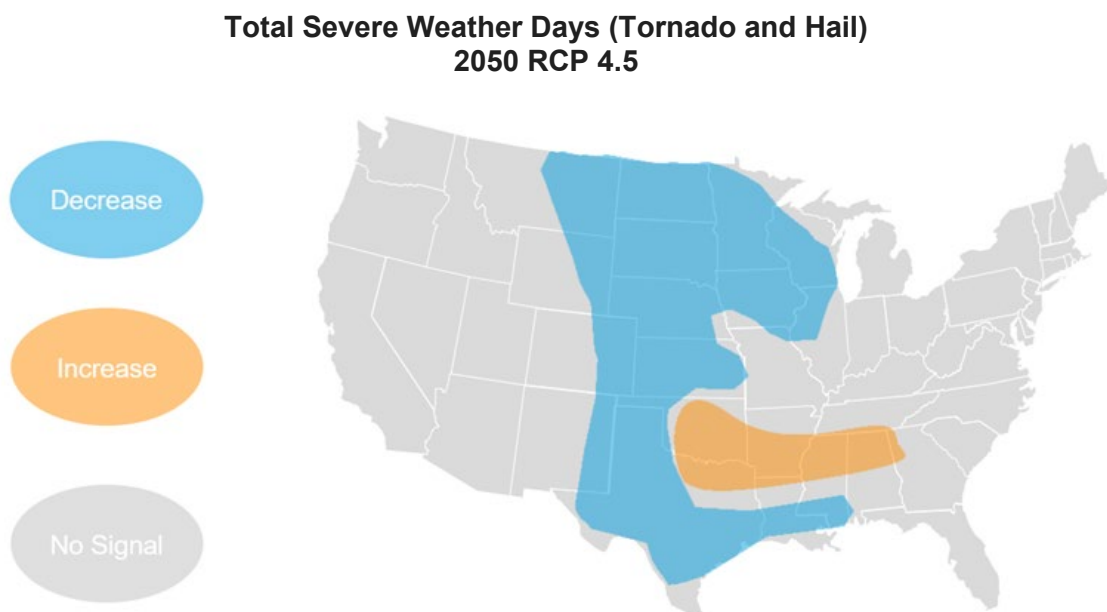 Total Severe Weather Days (Tornado and Hail)
2050 RCP 4.5
Decrease
Increase
No Signal